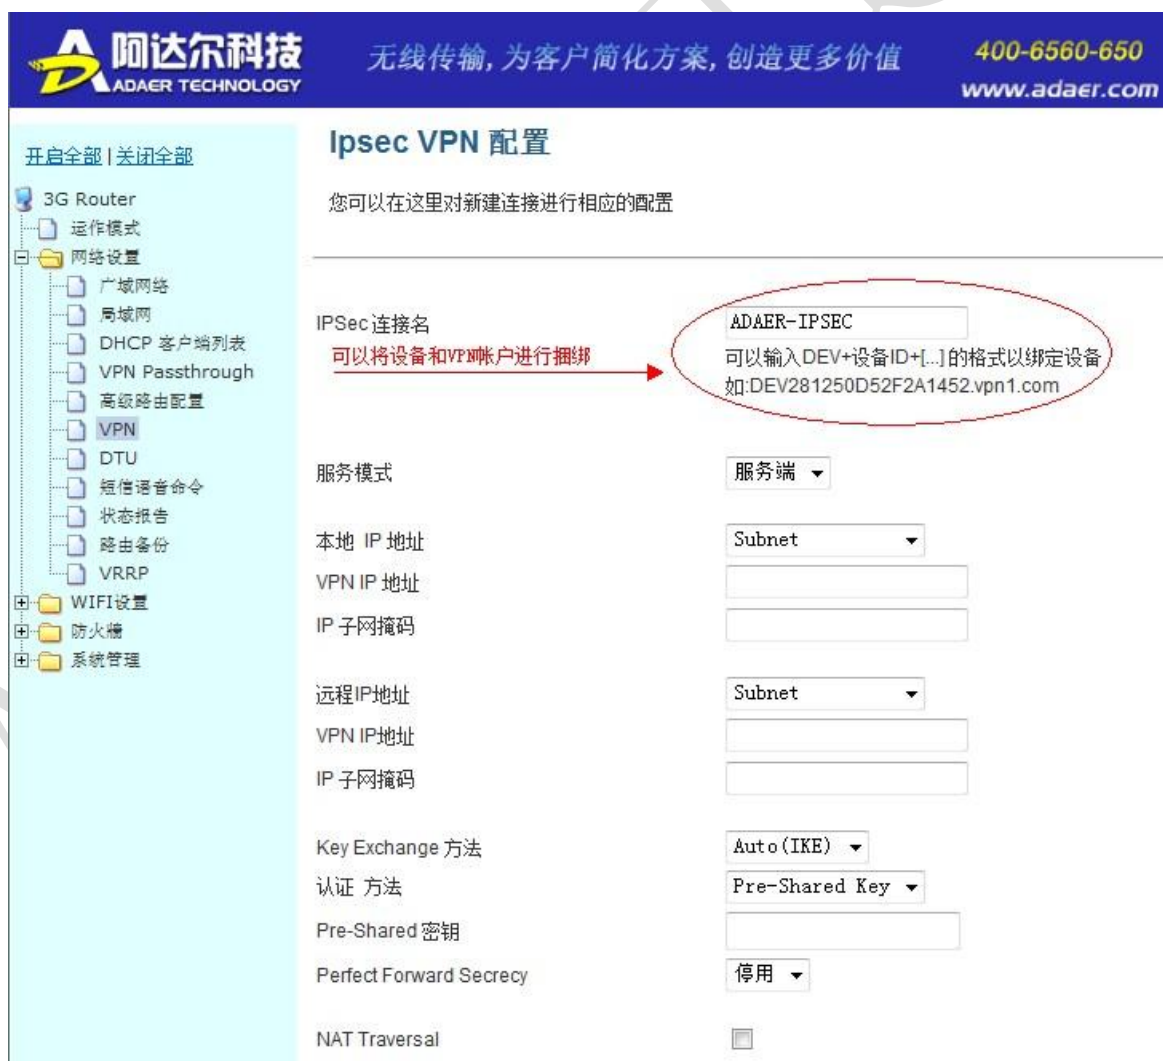 阿达尔科技
ADAER TECHNOLOGY
无线传输,为客户简化方案,创造更多价值
400-6560-650
www.adaer.com
开启全部 | 关闭全部
3G Router
运作模式
网络设置
广域网络
局域网
DHCP 客户端列表
VPN Passthrough
高级路由配置
VPN
DTU
短信语音命令
状态报告
路由备份
VRRP
WIFI设置
防火墙
系统管理
Ipsec VPN 配置
您可以在这里对新建连接进行相应的配置
IPSec 连接名 ADAER-IPSEC
可以将设备和VPN帐户进行捆绑
可以输入DEV+设备ID+[...] 的格式以绑定设备
如:DEV281250D52F2A1452.vpn1.com
服务模式 服务端
本地 IP 地址 Subnet
VPN IP 地址
IP 子网掩码
远程IP地址 Subnet
VPN IP地址
IP 子网掩码
Key Exchange 方法 Auto(IKE)
认证 方法 Pre-Shared Key
Pre-Shared 密钥
Perfect Forward Secrecy 停用
NAT Traversal